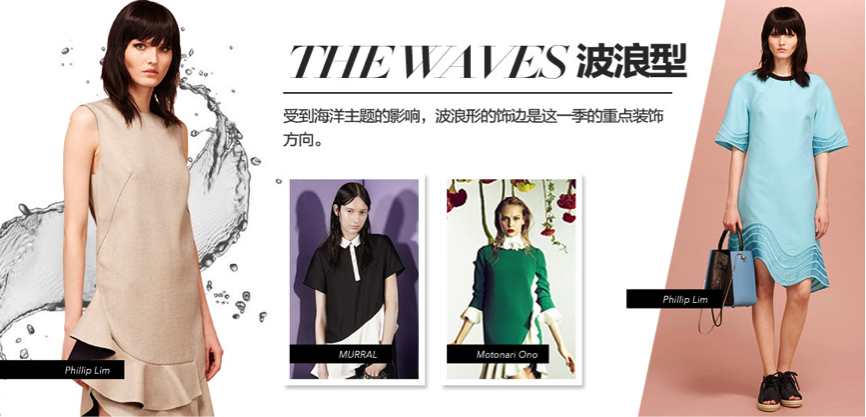 THE WAVES 波浪型
受到海洋主题的影响，波浪形的饰边是这一季的重点装饰
方向。
Phillip Lim
MURRAL
Motonari Ono
Phillip Lim